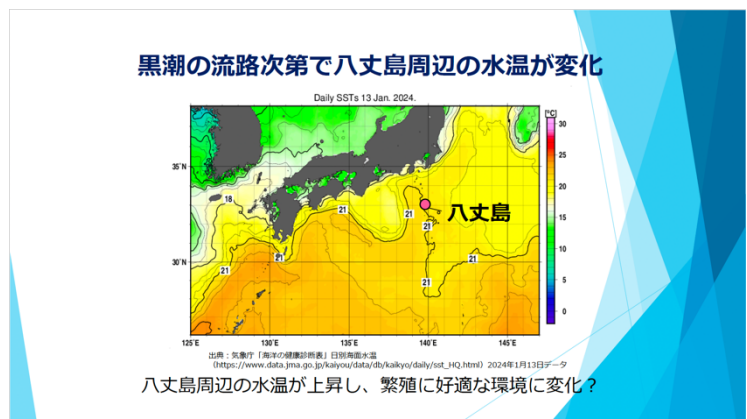 黒潮の流路次第で八丈島周辺の水温が変化
Daily SSTs 13 Jan. 2024.
[℃]
30
25
20
15
10
5
0
35°N
30°N
18
21
21
21
21
21
21
21
八丈島
125°E
130°E
135°E
140°E
145°E
出典：気象庁「海洋の健康診断表」日別海面水温
（https://www.data.jma.go.jp/kaiyou/data/db/kaikyo/daily/sst_HQ.html）2024年1月13日データ
八丈島周辺の水温が上昇し、繁殖に好適な環境に変化？